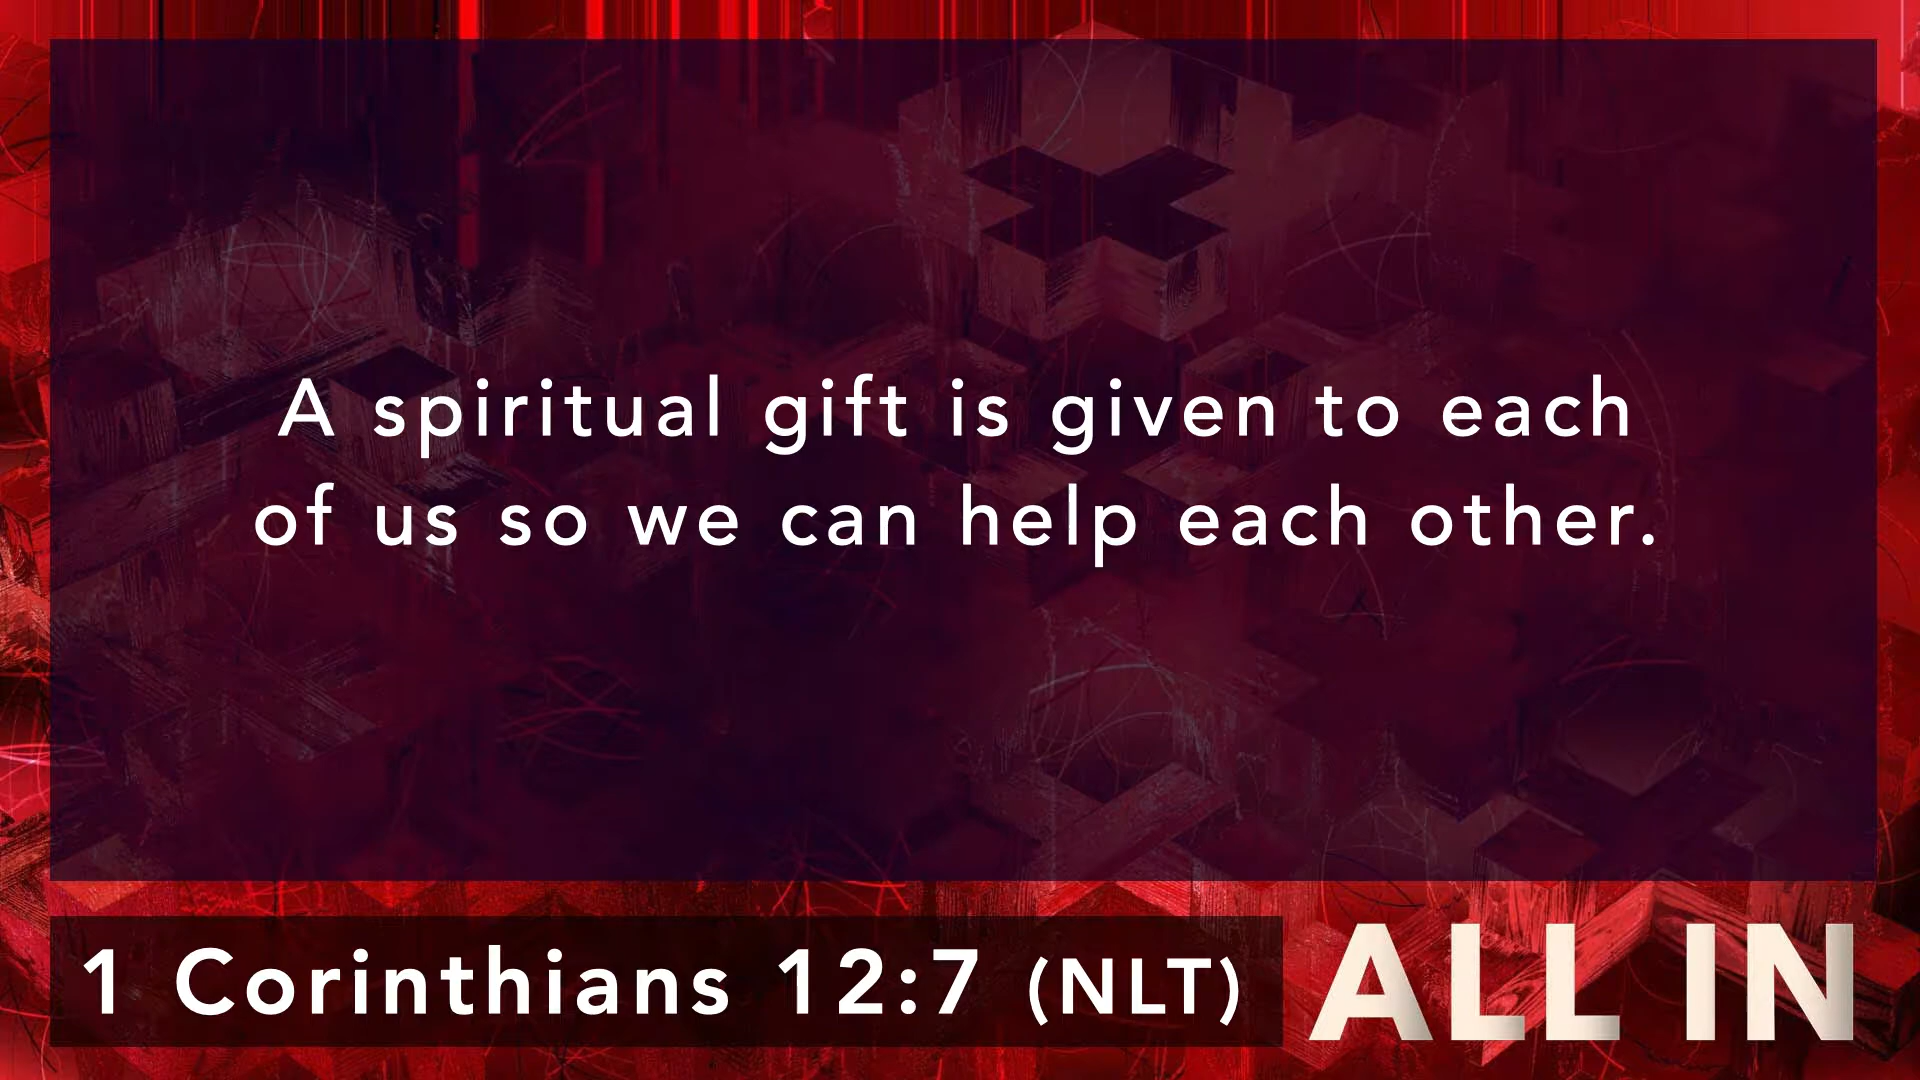 A spiritual gift is given to each
of us so we can help each other.
1 Corinthians 12:7 (NLT)
ALL IN